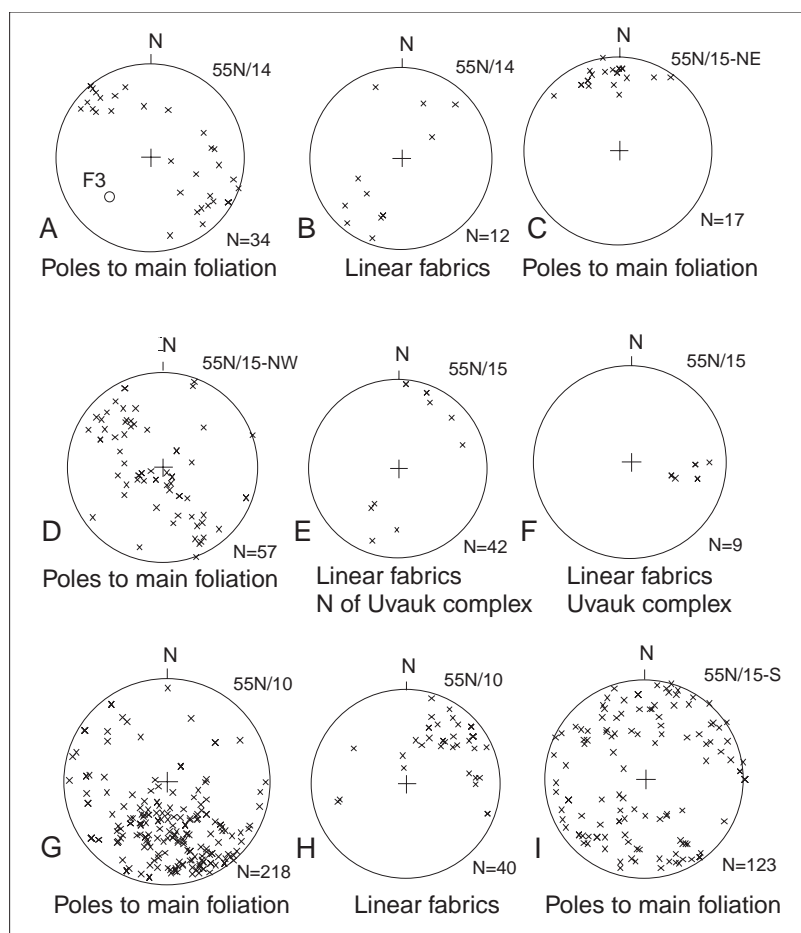 N
55N/14
F3
A
N=34
Poles to main foliation
N
55N/14
B
N=12
Linear fabrics
N
55N/15-NE
C
N=17
Poles to main foliation
N
55N/15-NW
D
N=57
Poles to main foliation
N
55N/15
E
N=42
Linear fabrics
N of Uvauk complex
N
55N/15
F
N=9
Linear fabrics
Uvauk complex
N
55N/10
G
N=218
Poles to main foliation
N
55N/10
H
N=40
Linear fabrics
N
55N/15-S
I
N=123
Poles to main foliation